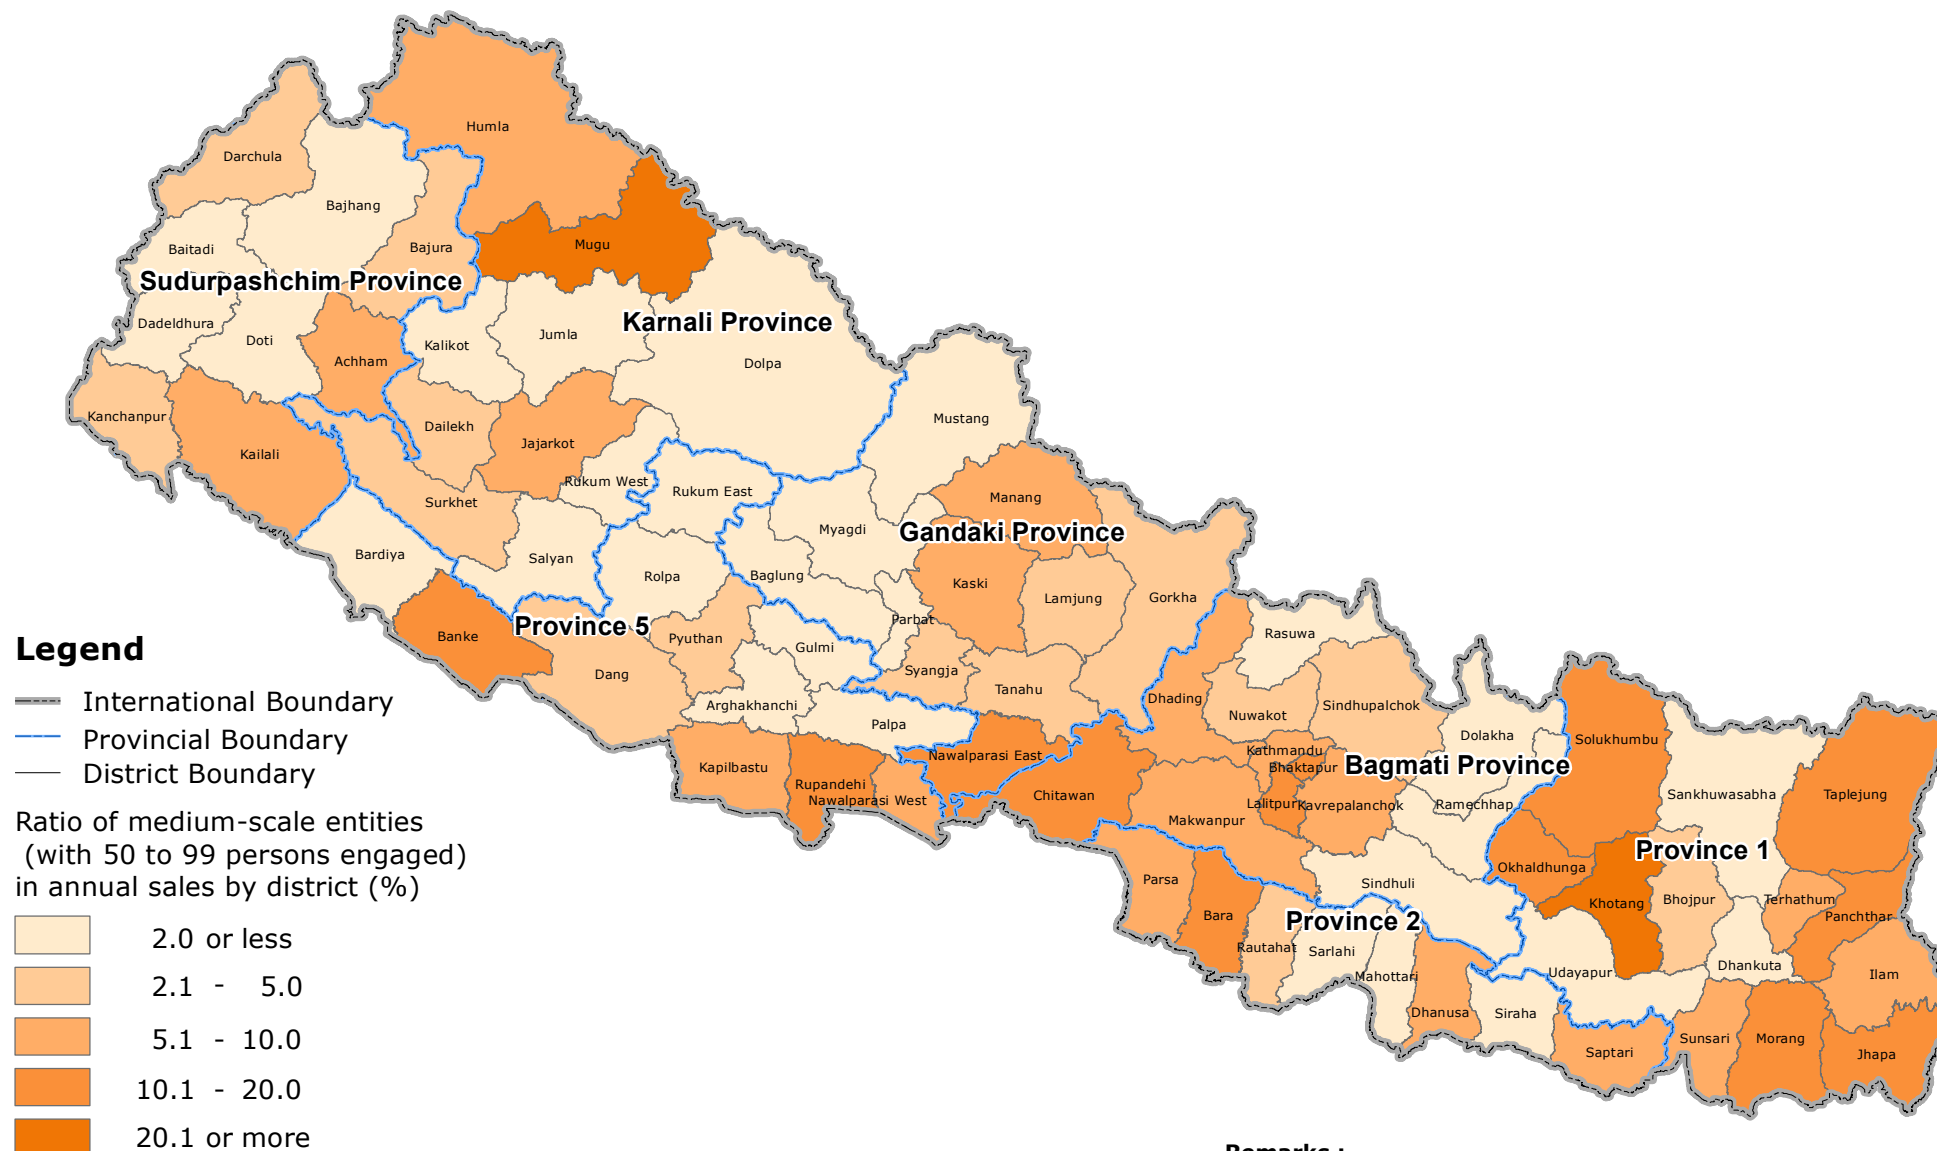 Humla
Darchula
Bajhang
Mugu
Bajura
Baitadi
Sudurpashchim Province
Karnali Province
Dadeldhura
Doti
Jumla
Kalikot
Achham
Dolpa
Kanchanpur
Mustang
Dailekh
Jajarkot
Kailali
Rukum West
Rukum East
Manang
Surkhet
Myagdi
Gandaki Province
Bardiya
Salyan
Rolpa
Baglung
Kaski
Lamjung
Gorkha
Parbat
Province 5
Banke
Pyuthan
Rasuwa
Gulmi
Dang
Syangja
Tanahu
Arghakhanchi
Dhading
Sindhupalchok
Nuwakot
Palpa
Dolakha
Solukhumbu
Kathmandu
Nawalparasi East
Kapilbastu
Bhaktapur
Bagmati Province
Rupandehi
Chitawan
Sankhuwasabha
Taplejung
Nawalparasi West
Lalitpur
Kavrepalanchok
Ramechhap
Makwanpur
Province 1
Okhaldhunga
Parsa
Sindhuli
Khotang
Bhojpur
Terhathum
Bara
Province 2
Panchthar
Rautahat
Sarlahi
Mahottari
Udayapur
Dhankuta
Ilam
Dhanusa
Siraha
Saptari
Sunsari
Morang
Jhapa
Legend
International Boundary
Provincial Boundary
District Boundary
Ratio of medium-scale entities
(with 50 to 99 persons engaged)
in annual sales by district (%)
2.0 or less
2.1 - 5.0
5.1 - 10.0
10.1 - 20.0
20.1 or more
Remarks :